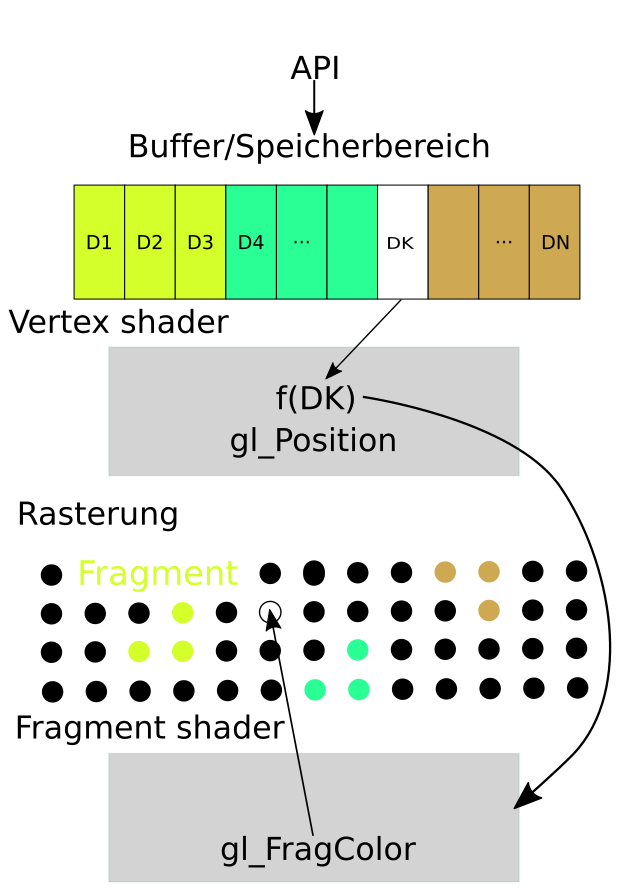 API
Buffer/Speicherbereich
D1 D2 D3 D4 ... DK ... DN
Vertex shader
f(DK)
gl_Position
Rasterung
Fragment
Fragment shader
gl_FragColor